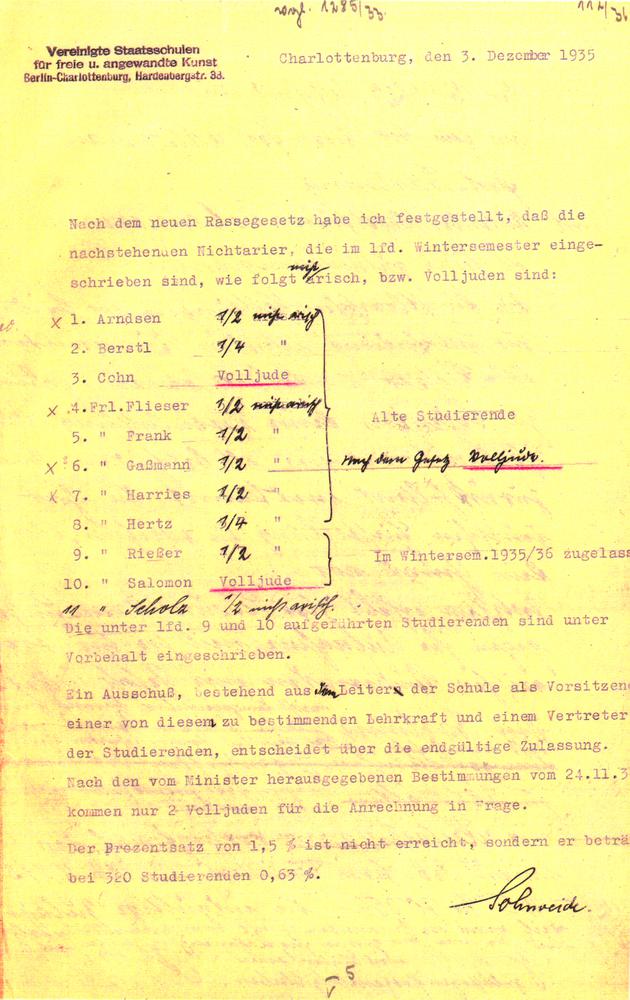 vergl. 1285/33.
Vereinigte Staatsschulen
für freie u. angewandte Kunst
Berlin-Charlottenburg, Hardenbergstr. 33.
Charlottenburg, den 3. Dezember 1935
Nach dem neuen Rassegesetz habe ich festgestellt, daß die
nachstehenden Nichtarier, die im lfd. Wintersemester einge-
schrieben sind, wie folgt nicht arisch, bzw. Volljuden sind:
x 1. Arndsen 1/2 nicht arisch
2. Berstl 1/4 "
3. Cohn Volljude
x 4. Frl. Flieser 1/2 nicht arisch
Alte Studierende
5. " Frank 1/2 "
x 6. " Gaßmann 1/2 " nach dem Gesetz Volljude.
x 7. " Harries 1/2 "
8. " Hertz 1/4 "
9. " Rießer 1/2 " Im Wintersem.1935/36 zugelass
10. " Salomon Volljude
11 " Scholz 1/2 nicht arisch.
Die unter lfd. 9 und 10 aufgeführten Studierenden sind unter
Vorbehalt eingeschrieben.
Ein Ausschuß, bestehend aus dem Leiter der Schule als Vorsitzen
einer von diesem zu bestimmenden Lehrkraft und einem Vertreter
der Studierenden, entscheidet über die endgültige Zulassung.
Nach den vom Minister herausgegebenen Bestimmungen vom 24.11.3
kommen nur 2 Volljuden für die Anrechnung in Frage.
Der Prozentsatz von 1,5 % ist nicht erreicht, sondern er beträ
bei 320 Studierenden 0,63 %.
5